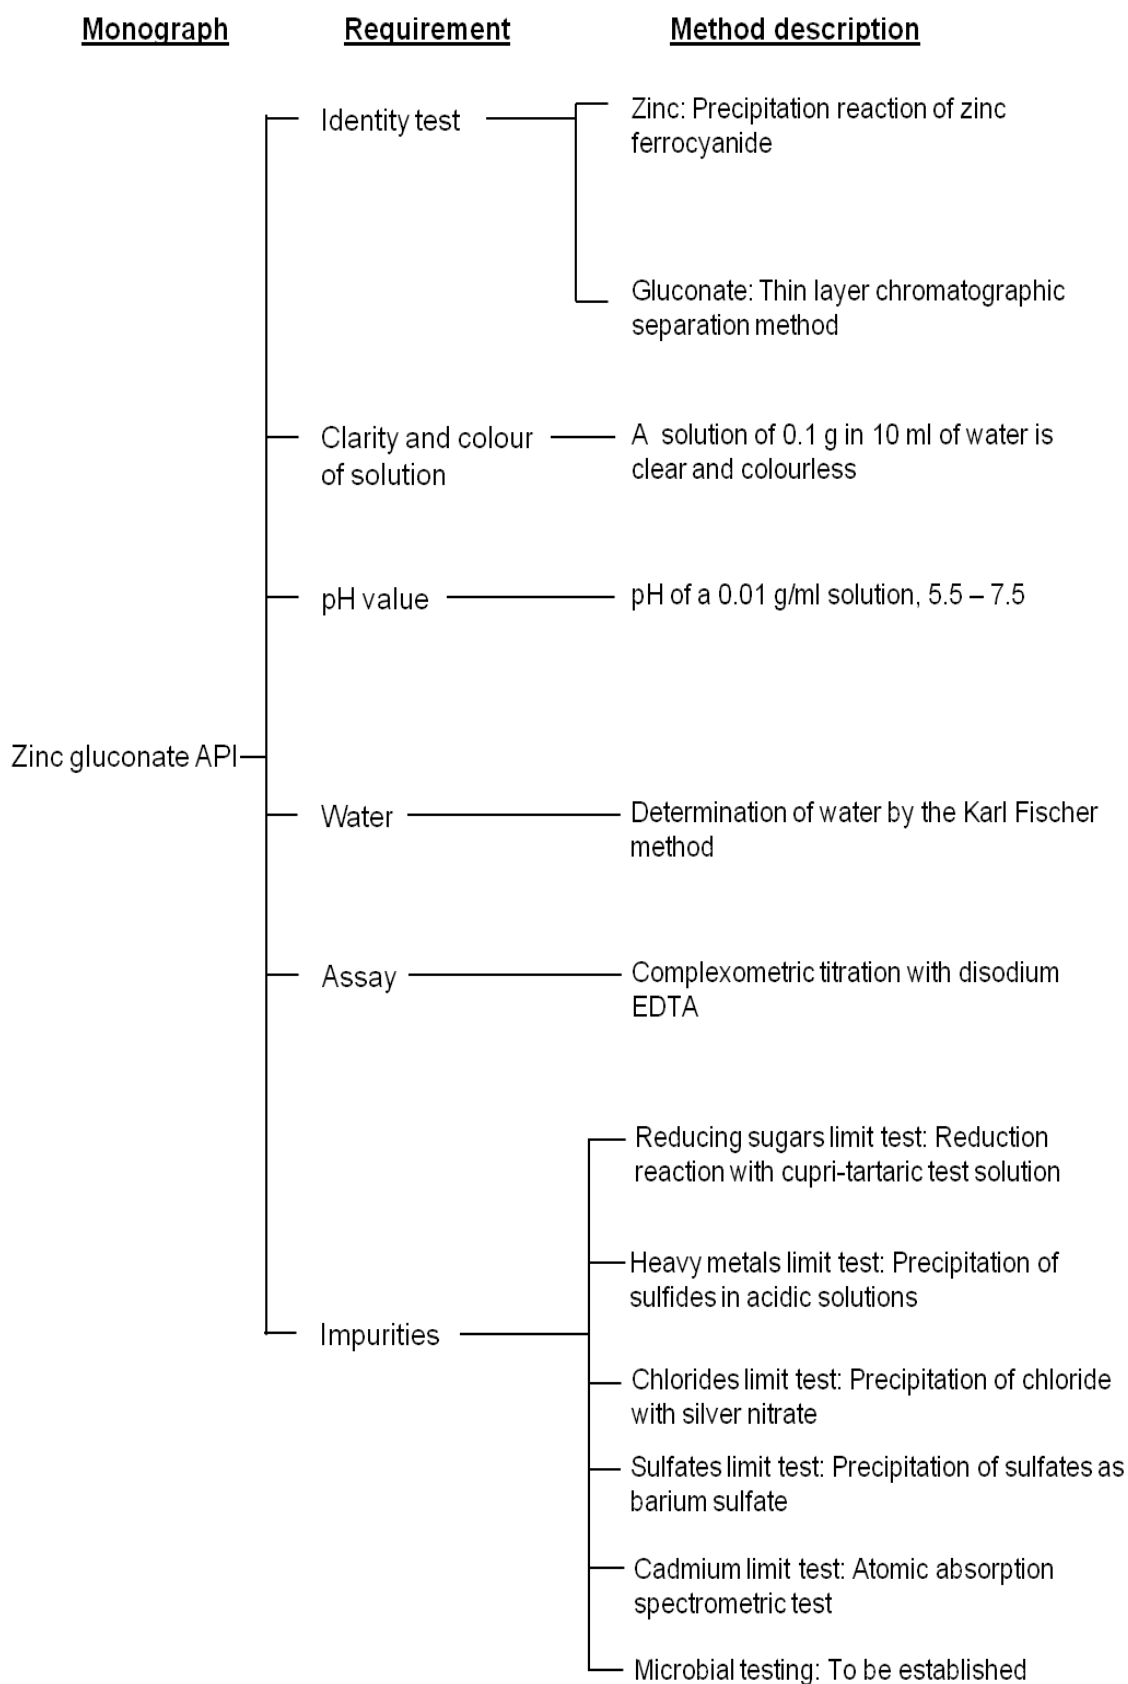 Monograph
Requirement
Method description
Identity test
Zinc: Precipitation reaction of zinc
ferrocyanide
Gluconate: Thin layer chromatographic
separation method
Clarity and colour
of solution
A solution of 0.1 g in 10 ml of water is
clear and colourless
pH value
pH of a 0.01 g/ml solution, 5.5 – 7.5
Zinc gluconate API
Water
Determination of water by the Karl Fischer
method
Assay
Complexometric titration with disodium
EDTA
Impurities
Reducing sugars limit test: Reduction
reaction with cupri-tartaric test solution
Heavy metals limit test: Precipitation of
sulfides in acidic solutions
Chlorides limit test: Precipitation of chloride
with silver nitrate
Sulfates limit test: Precipitation of sulfates as
barium sulfate
Cadmium limit test: Atomic absorption
spectrometric test
Microbial testing: To be established